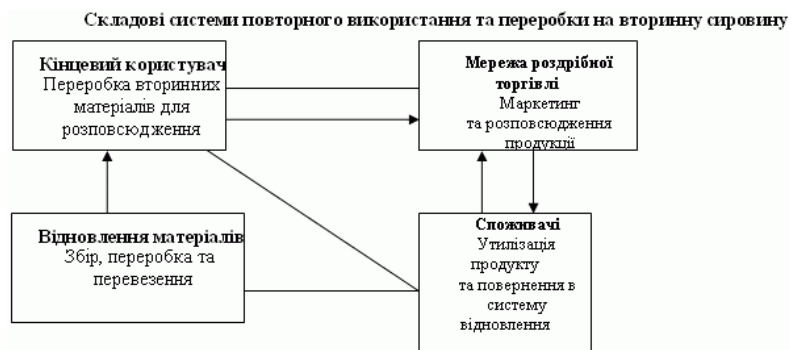 Складові системи повторного використання та переробки на вторинну сировину
Кінцевий користувач
Переробка вторинних
матеріалів для
розповсюдження
Мережа роздрібної
торгівлі
Маркетинг
та розповсюдження
продукції
Відновлення матеріалів
Збір, переробка та
перевезення
Споживачі
Утилізація
продукту
та повернення в
систему
відновлення